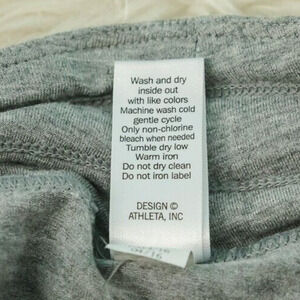 Wash and dry
inside out
with like colors
Machine wash cold
gentle cycle
Only non-chlorine
bleach when needed
Tumble dry low
Warm iron
Do not dry clean
Do not iron label
DESIGN ©
ATHLETA, INC